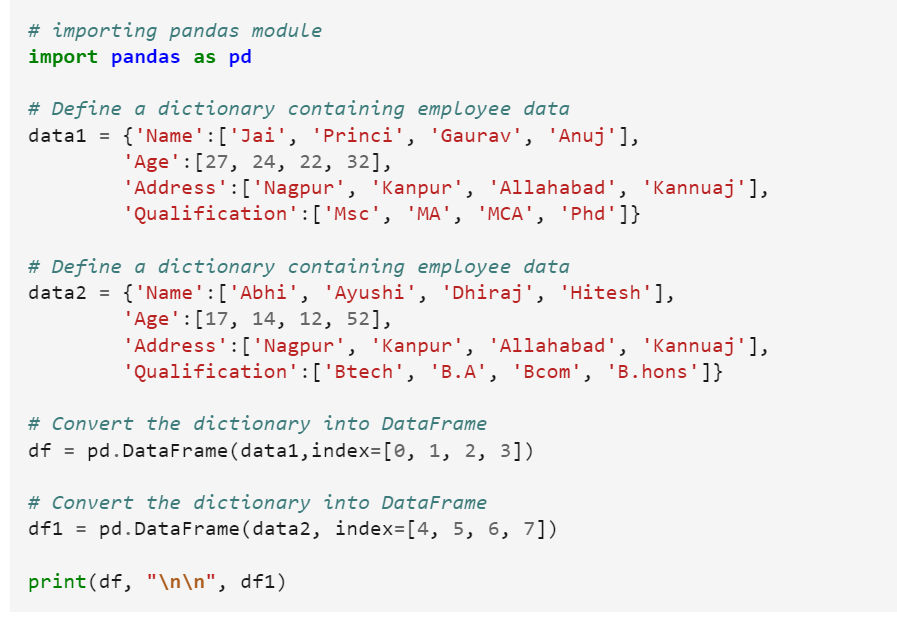 # importing pandas module
import pandas as pd
# Define a dictionary containing employee data
data1 = {'Name':['Jai', 'Princi', 'Gaurav', 'Anuj'],
        'Age':[27, 24, 22, 32],
        'Address':['Nagpur', 'Kanpur', 'Allahabad', 'Kannuaj'],
        'Qualification':['Msc', 'MA', 'MCA', 'Phd']}
# Define a dictionary containing employee data
data2 = {'Name':['Abhi', 'Ayushi', 'Dhiraj', 'Hitesh'],
        'Age':[17, 14, 12, 52],
        'Address':['Nagpur', 'Kanpur', 'Allahabad', 'Kannuaj'],
        'Qualification':['Btech', 'B.A', 'Bcom', 'B.hons']}
# Convert the dictionary into DataFrame
df = pd.DataFrame(data1,index=[0, 1, 2, 3])
# Convert the dictionary into DataFrame
df1 = pd.DataFrame(data2, index=[4, 5, 6, 7])
print(df, "\n\n", df1)